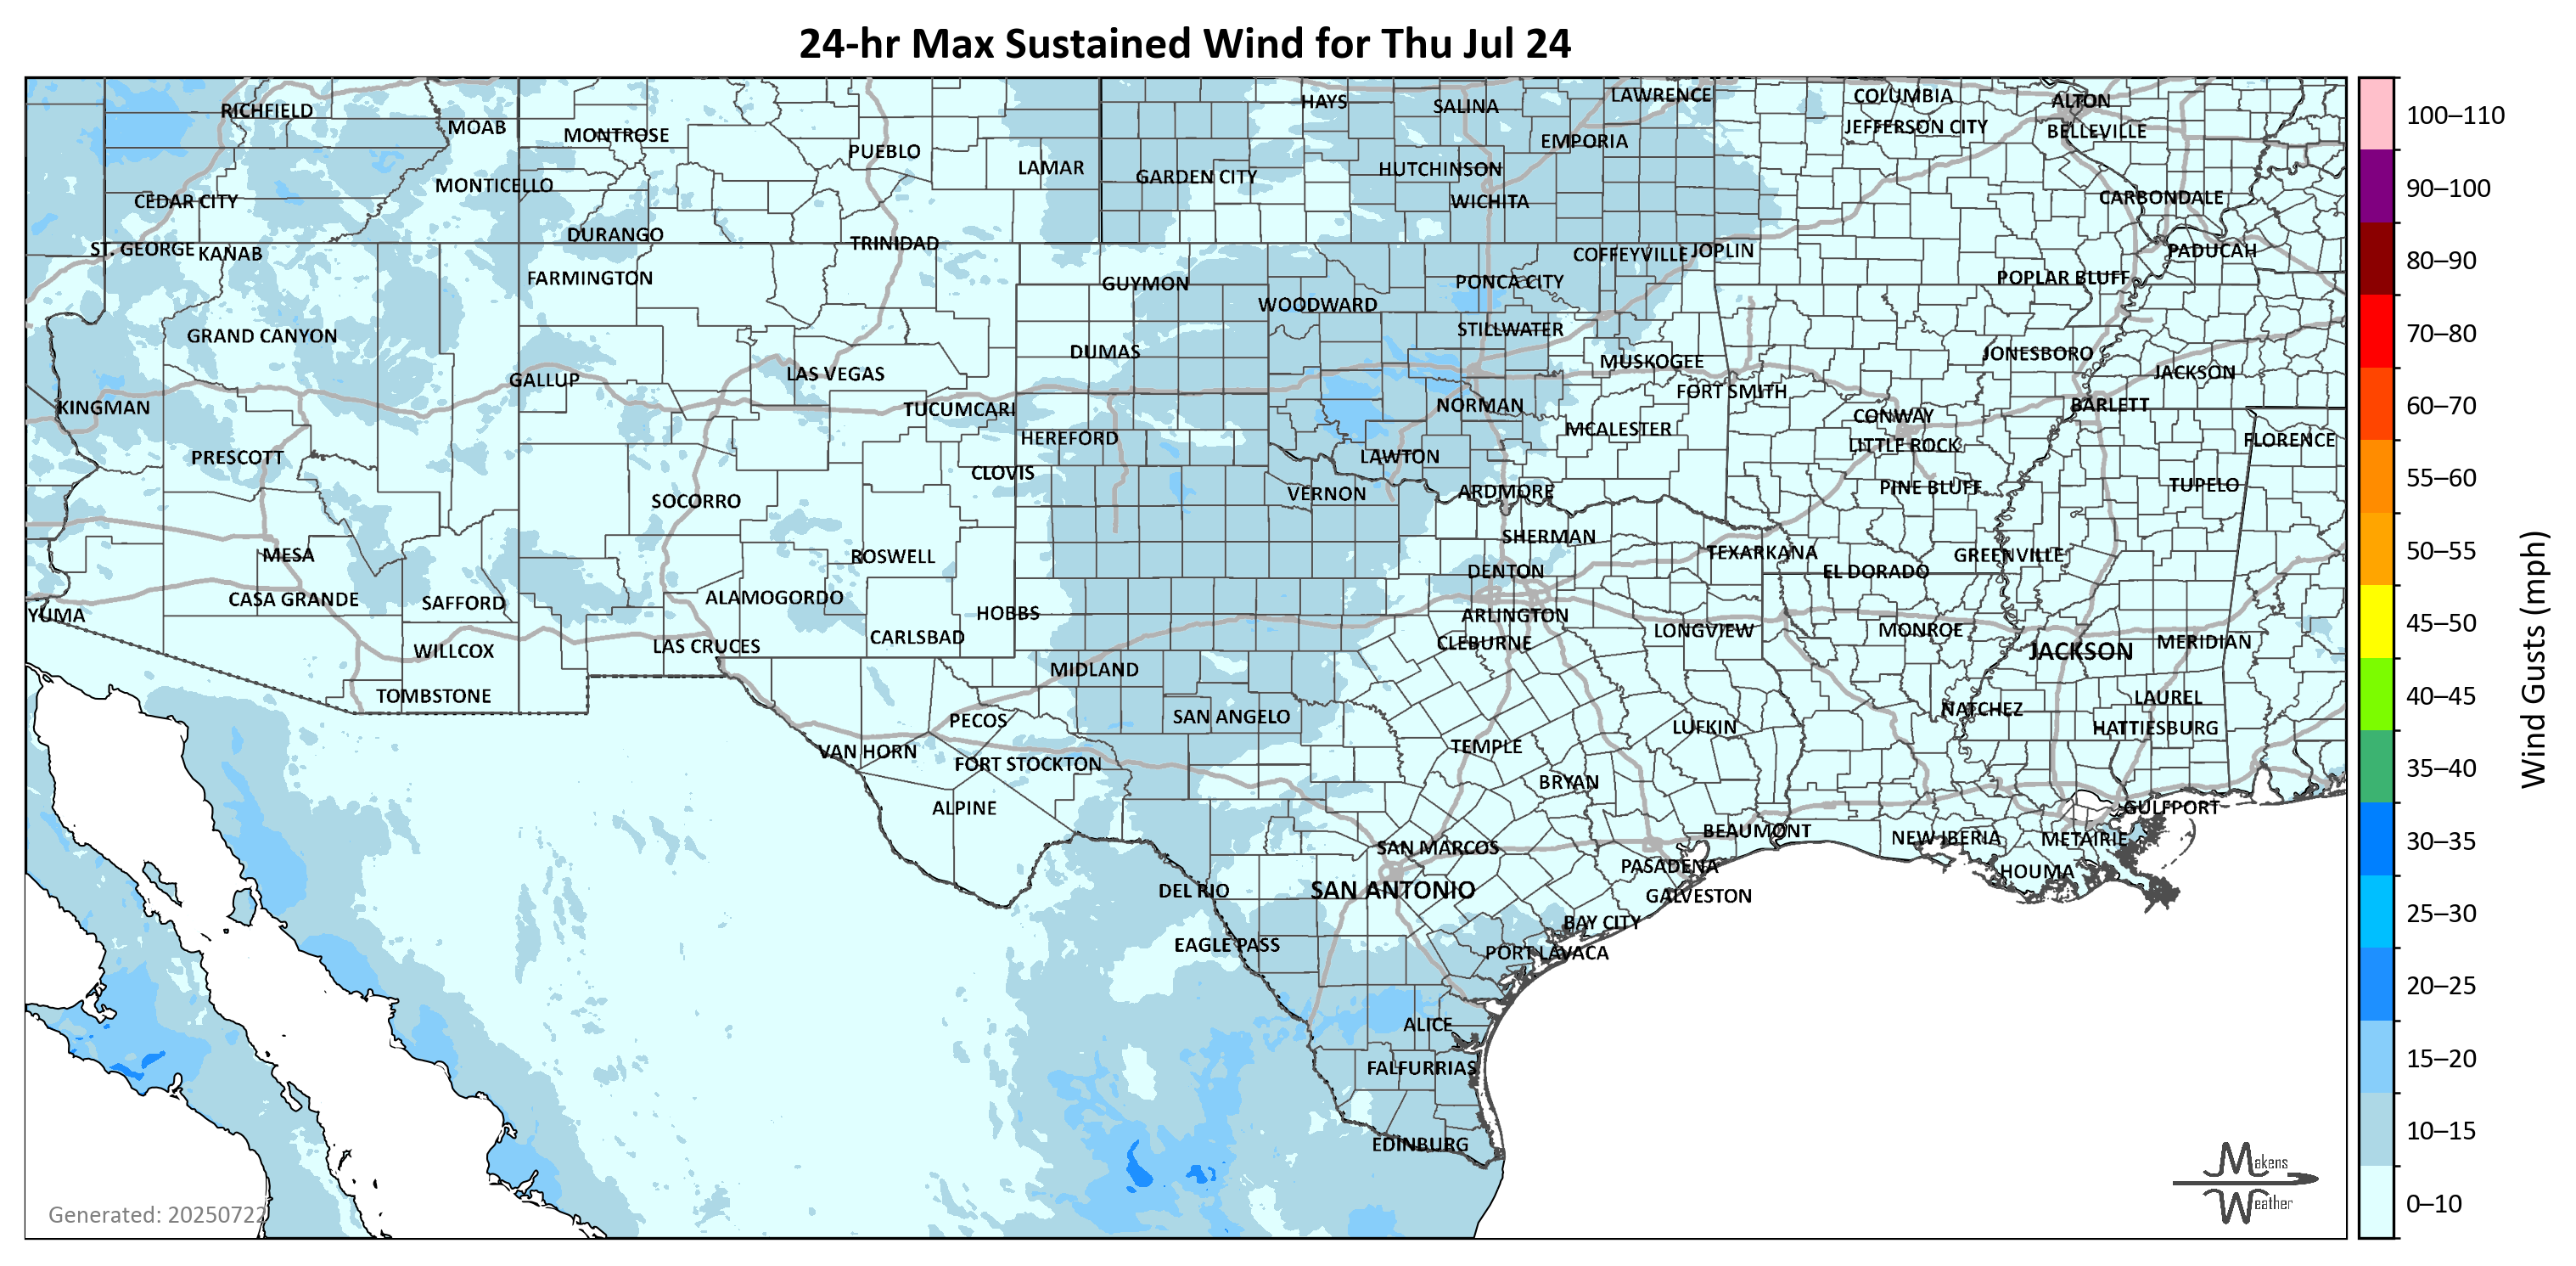 24-hr Max Sustained Wind for Thu Jul 24
RICHFIELD
MOAB
MONTROSE
PUEBLO
LAMAR
HAYS
SALINA
LAWRENCE
COLUMBIA
ALTON
JEFFERSON CITY
BELLEVILLE
EMPORIA
HUTCHINSON
GARDEN CITY
MONTICELLO
CEDAR CITY
WICHITA
CARBONDALE
DURANGO
TRINIDAD
ST. GEORGE
KANAB
COFFEYVILLE
JOPLIN
PADUCAH
FARMINGTON
GUYMON
PONCA CITY
POPLAR BLUFF
WOODWARD
GRAND CANYON
STILLWATER
DUMAS
MUSKOGEE
JONESBORO
GALLUP
LAS VEGAS
JACKSON
FORT SMITH
KINGMAN
TUCUMCARI
NORMAN
BARLETT
CONWAY
MCALESTER
HEREFORD
LITTLE ROCK
FLORENCE
PRESCOTT
LAWTON
CLOVIS
VERNON
ARDMORE
PINE BLUFF
TUPELO
SOCORRO
SHERMAN
MESA
ROSWELL
TEXARKANA
GREENVILLE
DENTON
EL DORADO
CASA GRANDE
SAFFORD
ALAMOGORDO
HOBBS
YUMA
ARLINGTON
CARLSBAD
CLEBURNE
LONGVIEW
MONROE
MERIDIAN
WILLCOX
LAS CRUCES
JACKSON
MIDLAND
TOMBSTONE
LAUREL
NATCHEZ
PECOS
SAN ANGELO
LUFKIN
HATTIESBURG
VAN HORN
TEMPLE
FORT STOCKTON
BRYAN
ALPINE
GULFPORT
BEAUMONT
NEW IBERIA
METAIRIE
SAN MARCOS
PASADENA
HOUMA
DEL RIO
SAN ANTONIO
GALVESTON
BAY CITY
EAGLE PASS
PORT LAVACA
ALICE
FALFURRIAS
EDINBURG
Generated: 20250722
Makens
Weather
100–110
90–100
80–90
70–80
60–70
55–60
50–55
45–50
40–45
35–40
30–35
25–30
20–25
15–20
10–15
0–10
Wind Gusts (mph)